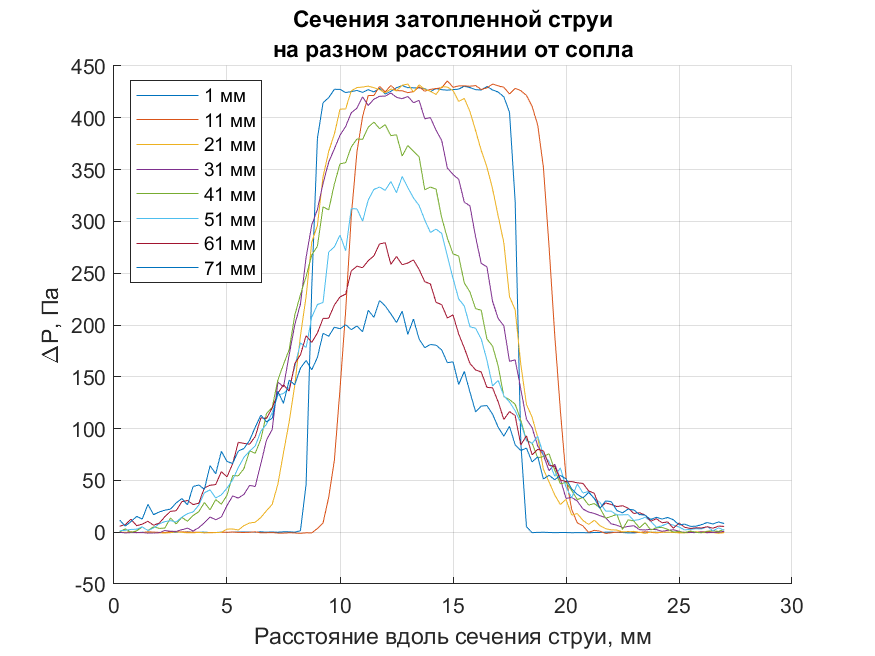 Сечения затопленной струи
на разном расстоянии от сопла
450
400
350
300
250
200
150
100
50
0
-50
ΔP, Па
1 мм
11 мм
21 мм
31 мм
41 мм
51 мм
61 мм
71 мм
0 5 10 15 20 25 30
Расстояние вдоль сечения струи, мм